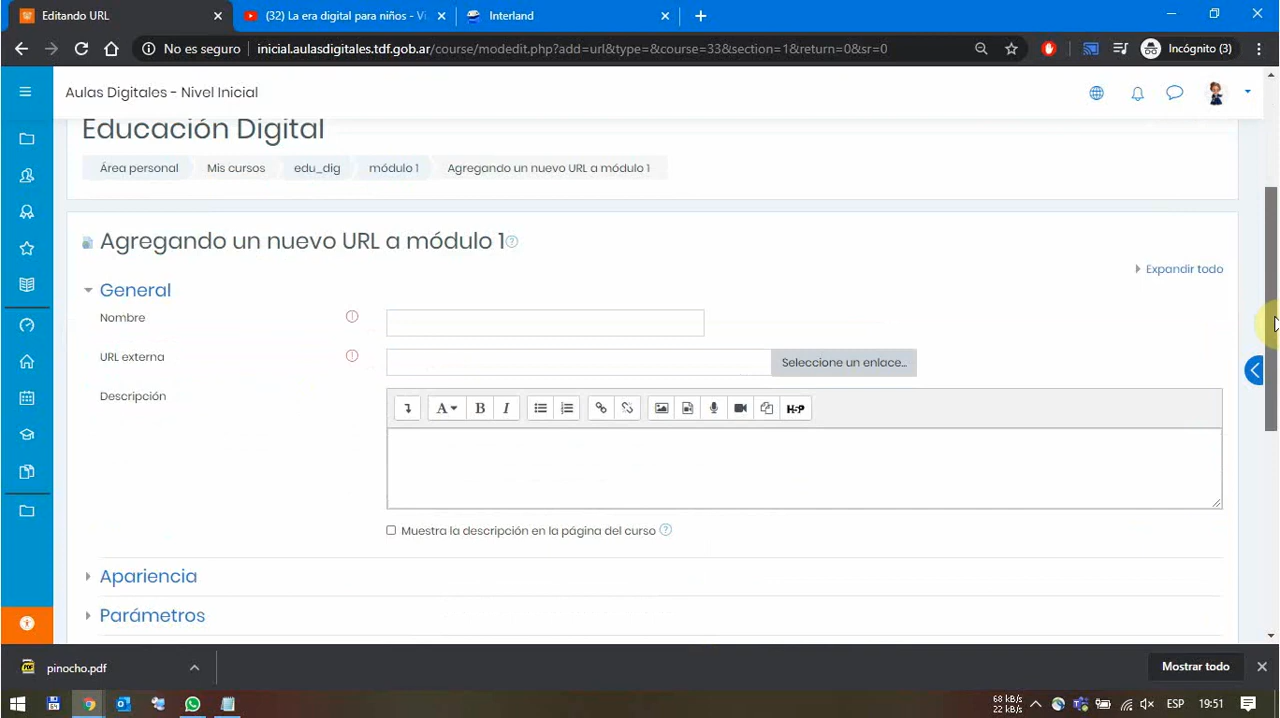 Editando URL
(32) La era digital para niños - Vi
Interland
No es seguro
inicial.aulasdigitales.tdf.gob.ar/course/modedit.php?add=url&type=&course=33&section=1&return=0&sr=0
Incógnito (3)
Aulas Digitales - Nivel Inicial
Educación Digital
Área personal
Mis cursos
edu_dig
módulo 1
Agregando un nuevo URL a módulo 1
Agregando un nuevo URL a módulo 1
Expandir todo
General
Nombre
URL externa
Seleccione un enlace...
Descripción
A B I H5P
Muestra la descripción en la página del curso
Apariencia
Parámetros
pinocho.pdf
Mostrar todo
68 kB/s
22 kB/s
ESP
19:51